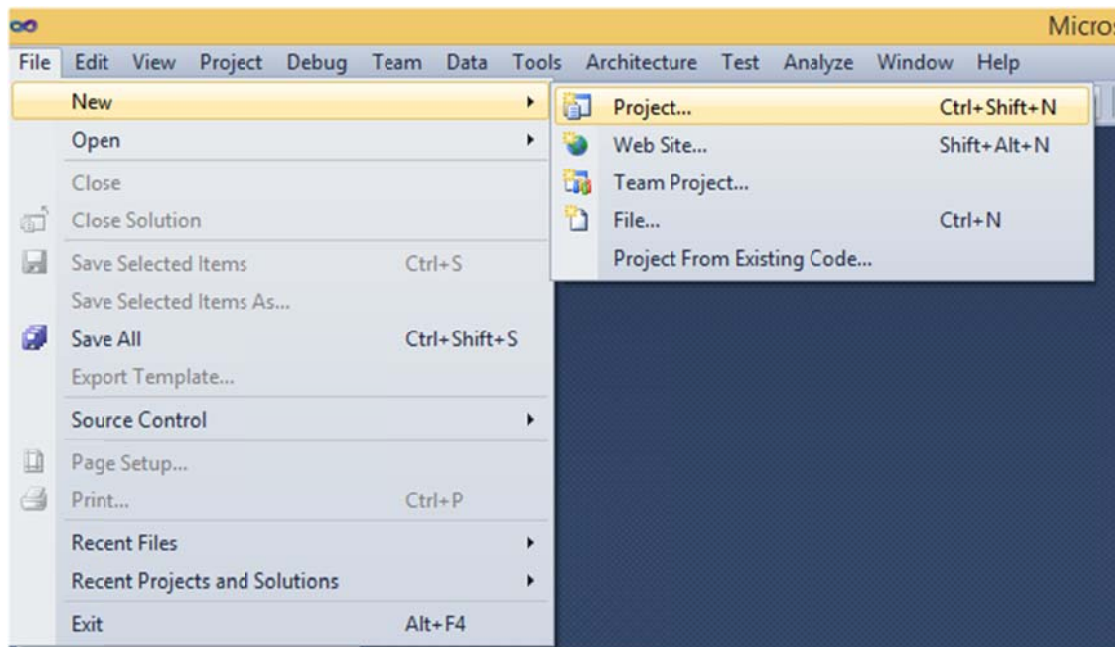 Micros
File Edit View Project Debug Team Data Tools Architecture Test Analyze Window Help
New
Open
Close
Close Solution
Save Selected Items Ctrl+S
Save Selected Items As...
Save All Ctrl+Shift+S
Export Template...
Source Control
Page Setup...
Print... Ctrl+P
Recent Files
Recent Projects and Solutions
Exit Alt+F4
Project... Ctrl+Shift+N
Web Site... Shift+Alt+N
Team Project...
File... Ctrl+N
Project From Existing Code...